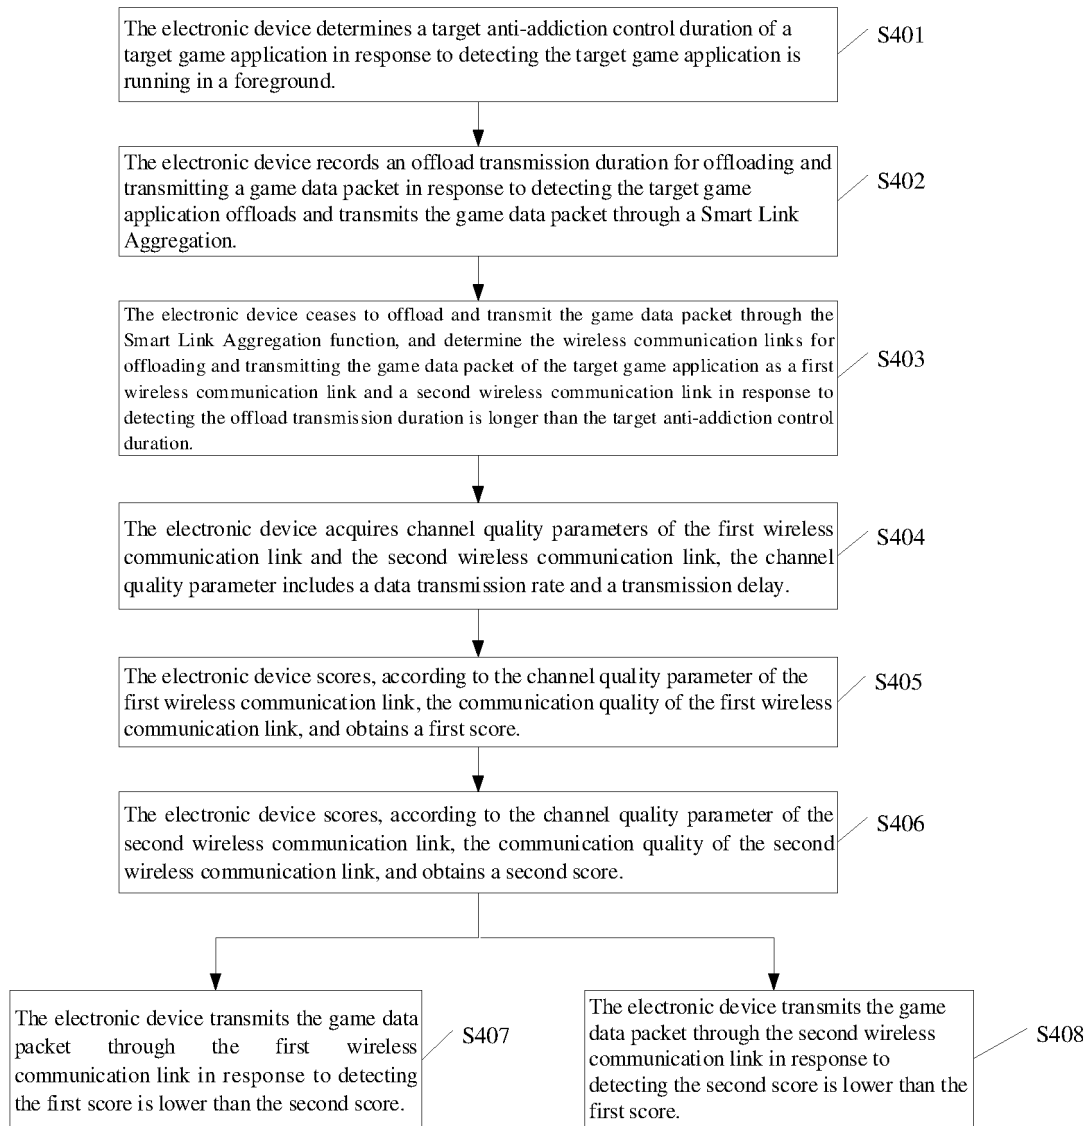 The electronic device determines a target anti-addiction control duration of a
target game application in response to detecting the target game application is
running in a foreground.
S401
The electronic device records an offload transmission duration for offloading and
transmitting a game data packet in response to detecting the target game
application offloads and transmits the game data packet through a Smart Link
Aggregation.
S402
The electronic device ceases to offload and transmit the game data packet through the
Smart Link Aggregation function, and determine the wireless communication links for
offloading and transmitting the game data packet of the target game application as a first
wireless communication link and a second wireless communication link in response to
detecting the offload transmission duration is longer than the target anti-addiction control
duration.
S403
The electronic device acquires channel quality parameters of the first wireless
communication link and the second wireless communication link, the channel
quality parameter includes a data transmission rate and a transmission delay.
S404
The electronic device scores, according to the channel quality parameter of the
first wireless communication link, the communication quality of the first wireless
communication link, and obtains a first score.
S405
The electronic device scores, according to the channel quality parameter of the
second wireless communication link, the communication quality of the second
wireless communication link, and obtains a second score.
S406
The electronic device transmits the game data
packet through the first wireless
communication link in response to detecting
the first score is lower than the second score.
S407
The electronic device transmits the game
data packet through the second wireless
communication link in response to
detecting the second score is lower than the
first score.
S408